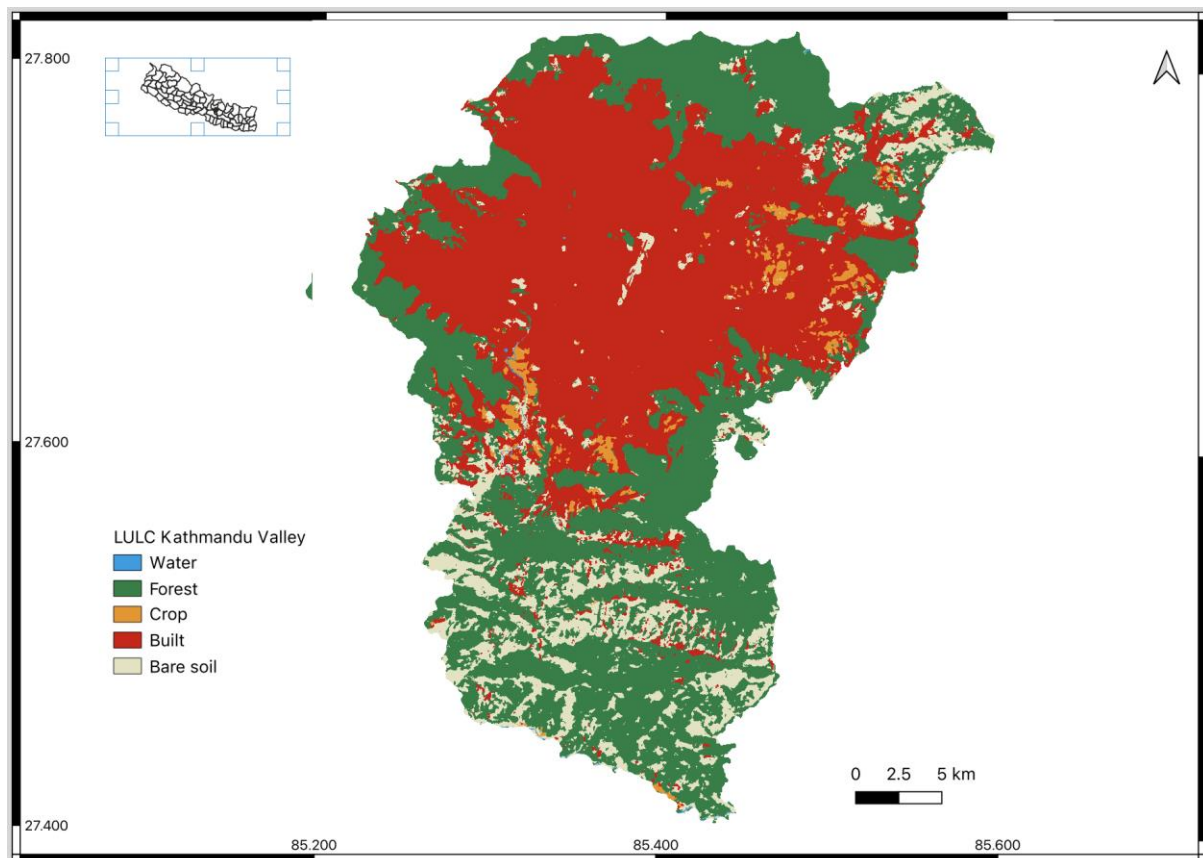 27.800
27.600
LULC Kathmandu Valley
Water
Forest
Crop
Built
Bare soil
0 2.5 5 km
27.400
85.200 85.400 85.600